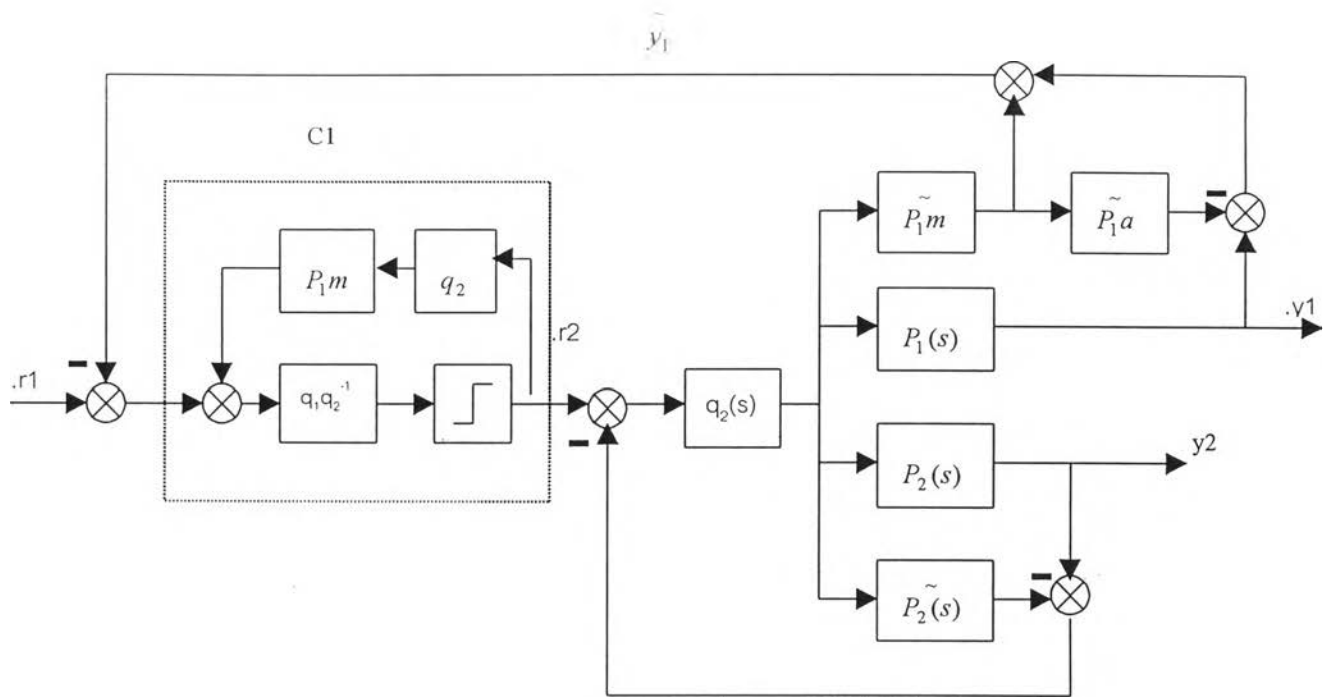 ỹ₁
C1
P̃₁m
P̃₁a
P₁m
q₂
.r2
P₁(s)
.y1
.r1
q₁q₂⁻¹
q₂(s)
P₂(s)
y2
P̃₂(s)